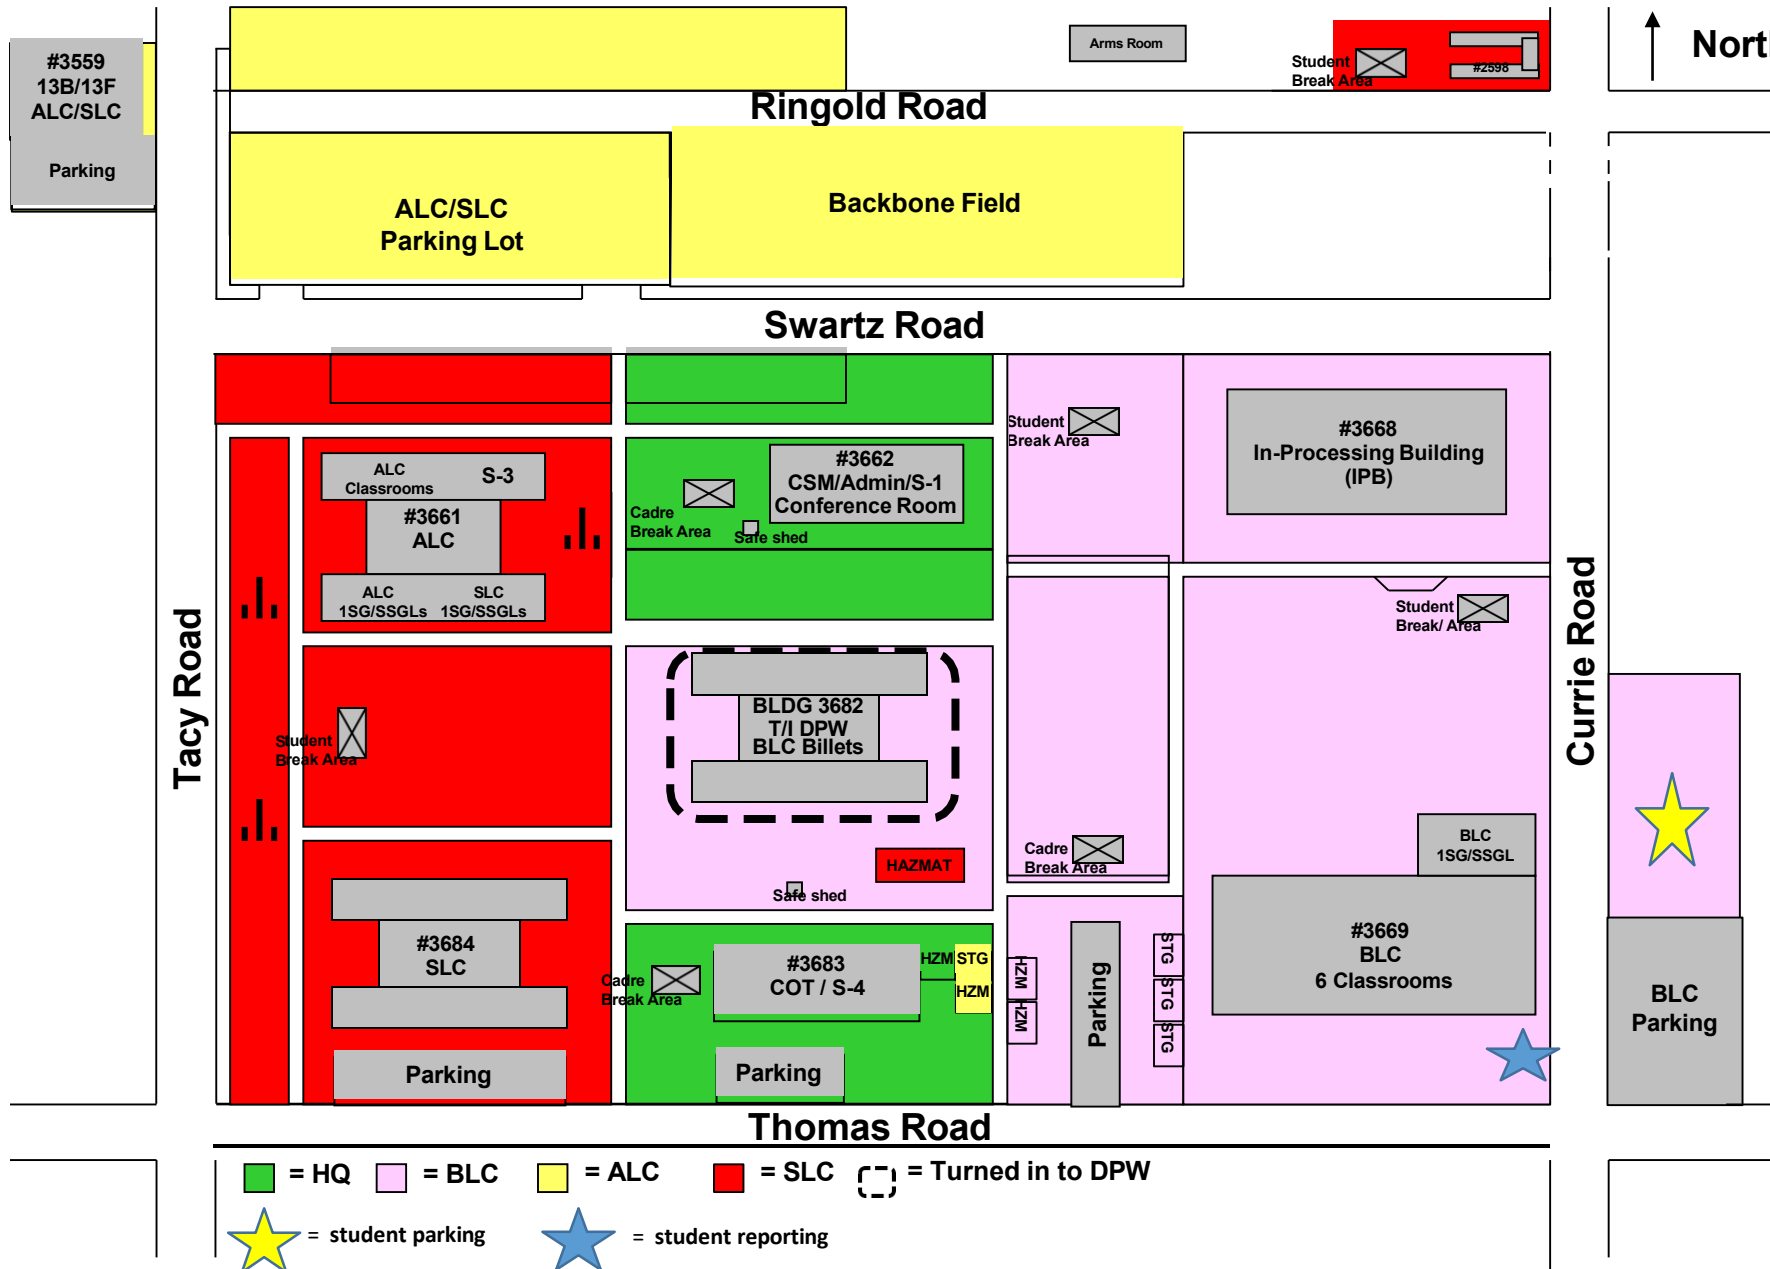 #3559
13B/13F
ALC/SLC
Parking
Arms Room
Student
Break Area
#2598
Nort
Ringold Road
ALC/SLC
Parking Lot
Backbone Field
Swartz Road
ALC
Classrooms
S-3
#3661
ALC
ALC
1SG/SSGLs
SLC
1SG/SSGLs
#3662
CSM/Admin/S-1
Conference Room
Cadre
Break Area
Safe shed
Student
Break Area
#3668
In-Processing Building
(IPB)
Student
Break/ Area
Tacy Road
Currie Road
Student
Break Area
BLDG 3682
T/I DPW
BLC Billets
HAZMAT
Safe shed
Cadre
Break Area
BLC
1SG/SSGL
#3684
SLC
Parking
Cadre
Break Area
#3683
COT / S-4
HZM
STG
HZM
Parking
HZM
HZM
Parking
STG
STG
STG
#3669
BLC
6 Classrooms
BLC
Parking
Thomas Road
= HQ
= BLC
= ALC
= SLC
= Turned in to DPW
= student parking
= student reporting